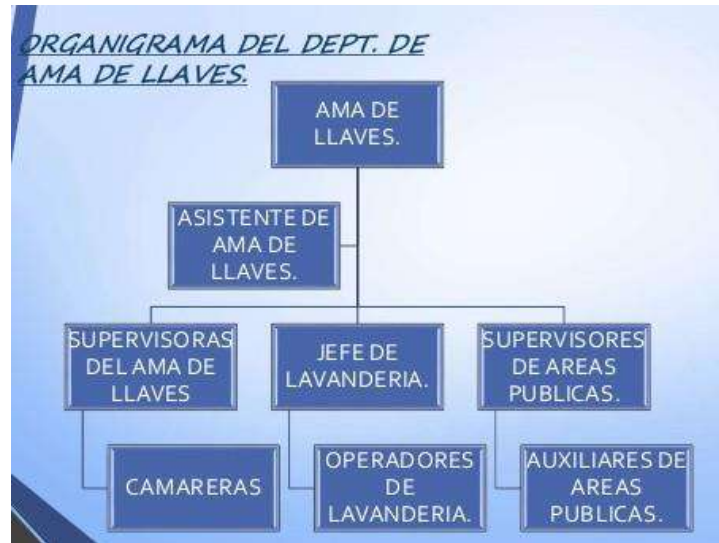 ORGANIGRAMA DEL DEPT. DE
AMA DE LLAVES.
AMA DE
LLAVES.
ASISTENTE DE
AMA DE
LLAVES.
SUPERVISORAS
DEL AMA DE
LLAVES
JEFE DE
LAVANDERIA.
SUPERVISORES
DE AREAS
PUBLICAS.
CAMARERAS
OPERADORES
DE
LAVANDERIA.
AUXILIARES DE
AREAS
PUBLICAS.